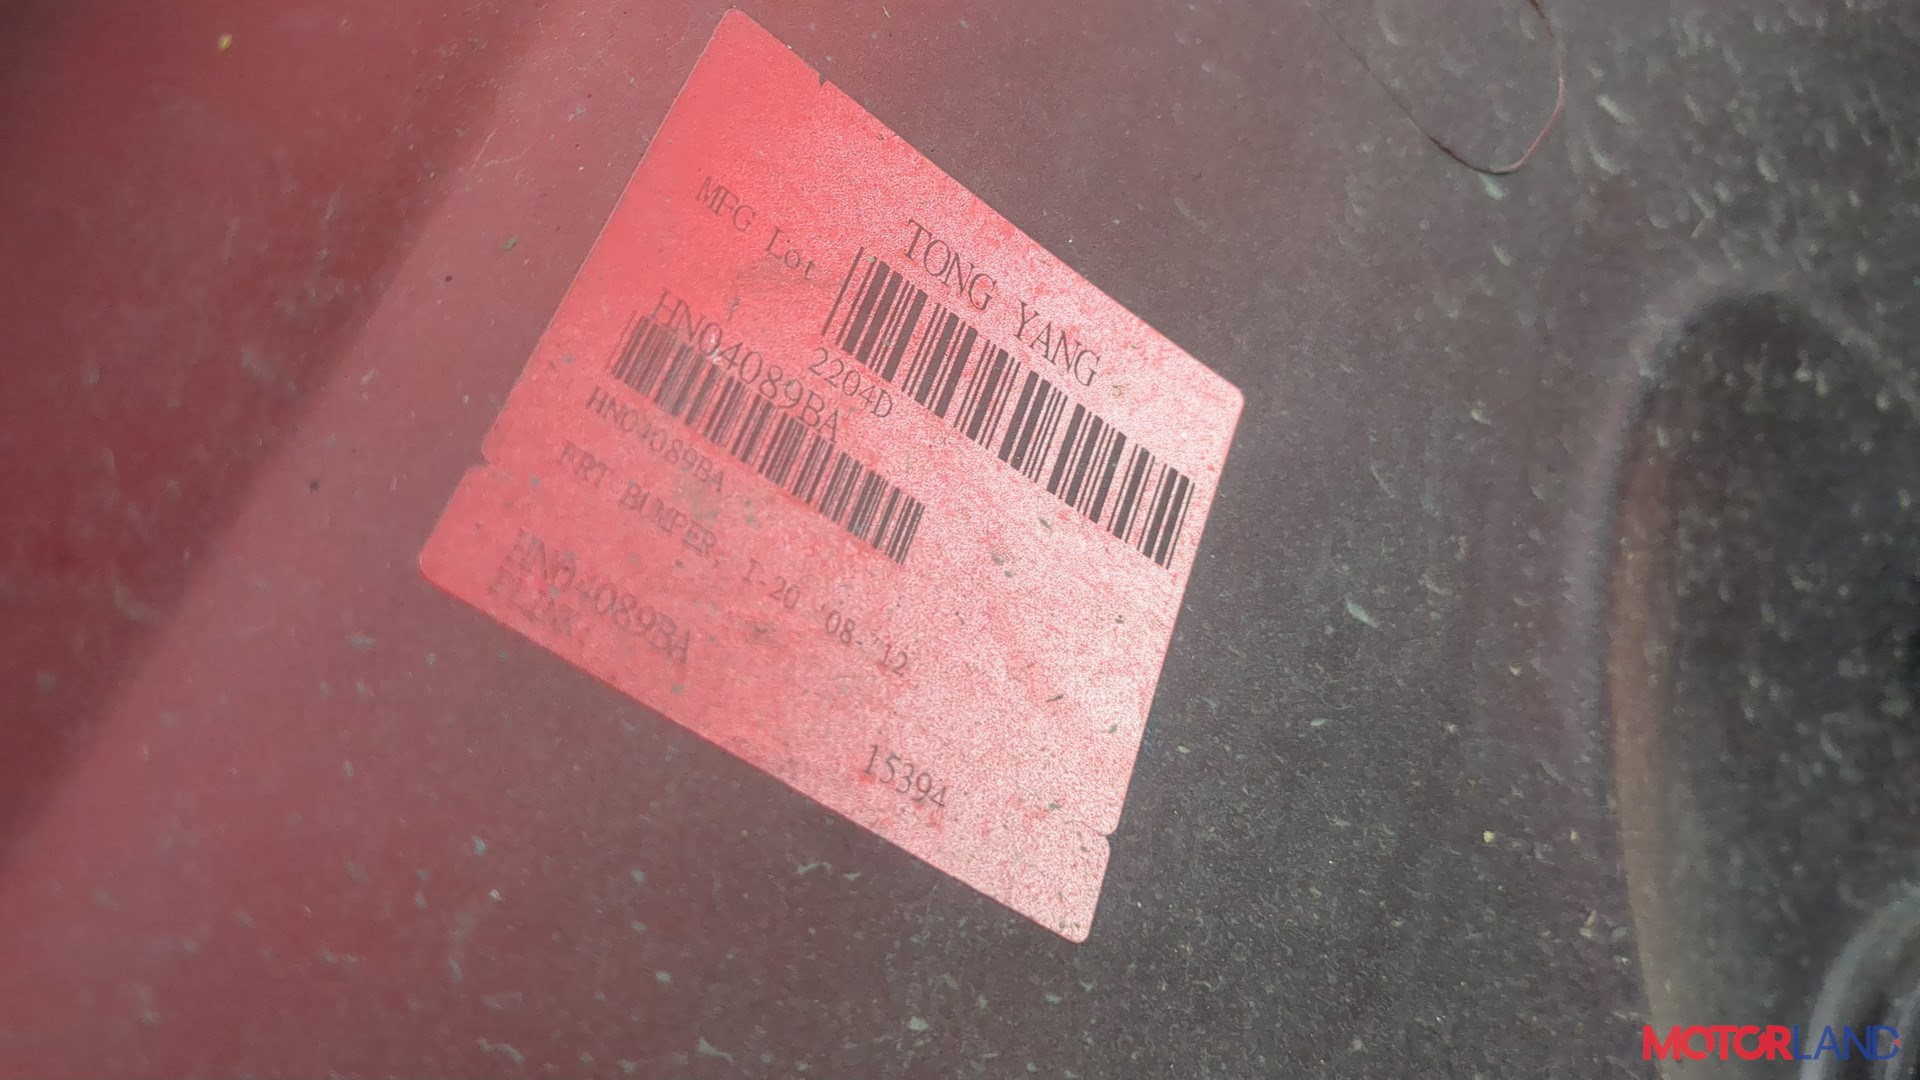 TONG YANG
MFG Lot
2204D
HN04089BA
HN04089BA
FRT BUMPER, I-20 '08-'12
HN04089BA
15394
MOTORLAND